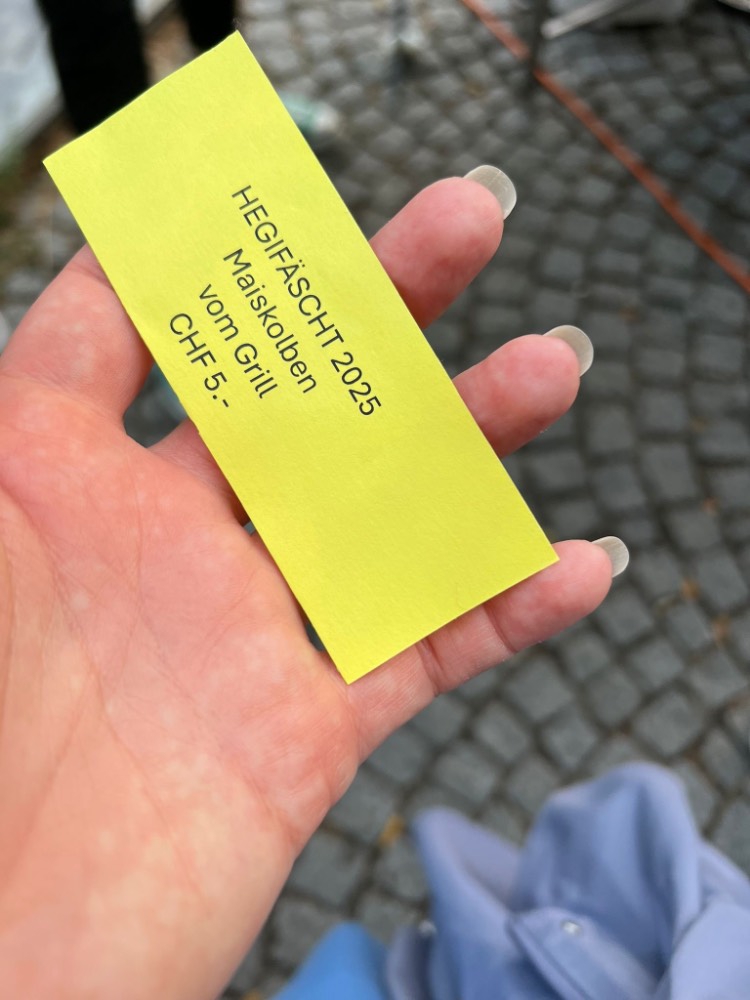 HEGIFÄSCHT 2025
Maiskolben
vom Grill
CHF 5.-